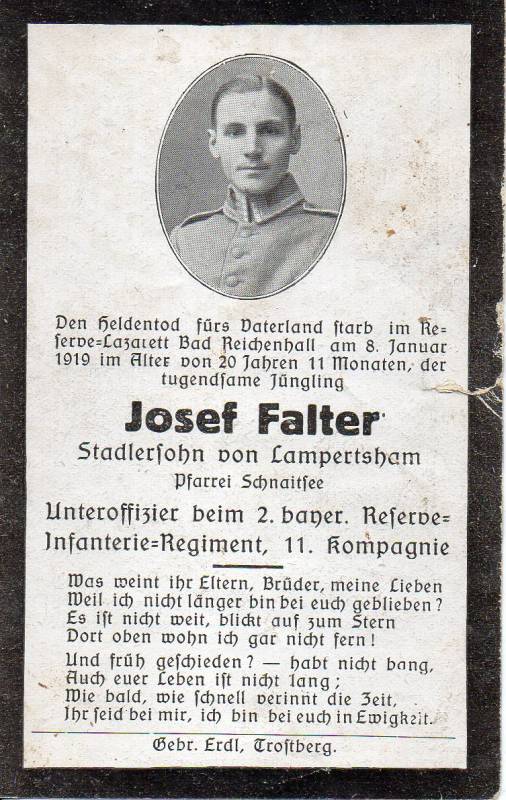 Den Heldentod fürs Vaterland starb im Re-
serve-Lazarett Bad Reichenhall am 8. Januar
1919 im Alter von 20 Jahren 11 Monaten, der
tugendsame Jüngling
Josef Falter
Stadlersohn von Lampertsham
Pfarrei Schnaitsee
Unteroffizier beim 2. bayer. Reserve-
Infanterie-Regiment, 11. Kompagnie
Was weint ihr Eltern, Brüder, meine Lieben
Weil ich nicht länger bin bei euch geblieben?
Es ist nicht weit, blickt auf zum Stern
Dort oben wohn ich gar nicht fern!
Und früh geschieden? — habt nicht bang,
Auch euer Leben ist nicht lang;
Wie bald, wie schnell verinnt die Zeit,
Ihr seid bei mir, ich bin bei euch in Ewigkeit.
Gebr. Erdl, Trostberg.